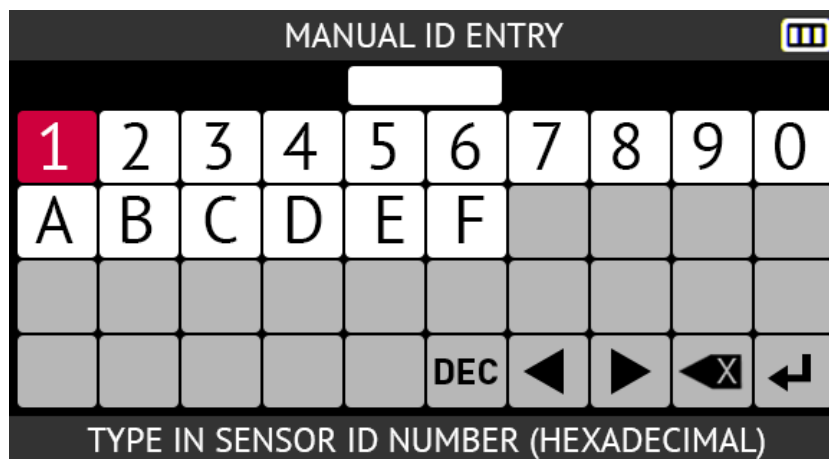 MANUAL ID ENTRY
1 2 3 4 5 6 7 8 9 0
A B C D E F
DEC X
TYPE IN SENSOR ID NUMBER (HEXADECIMAL)